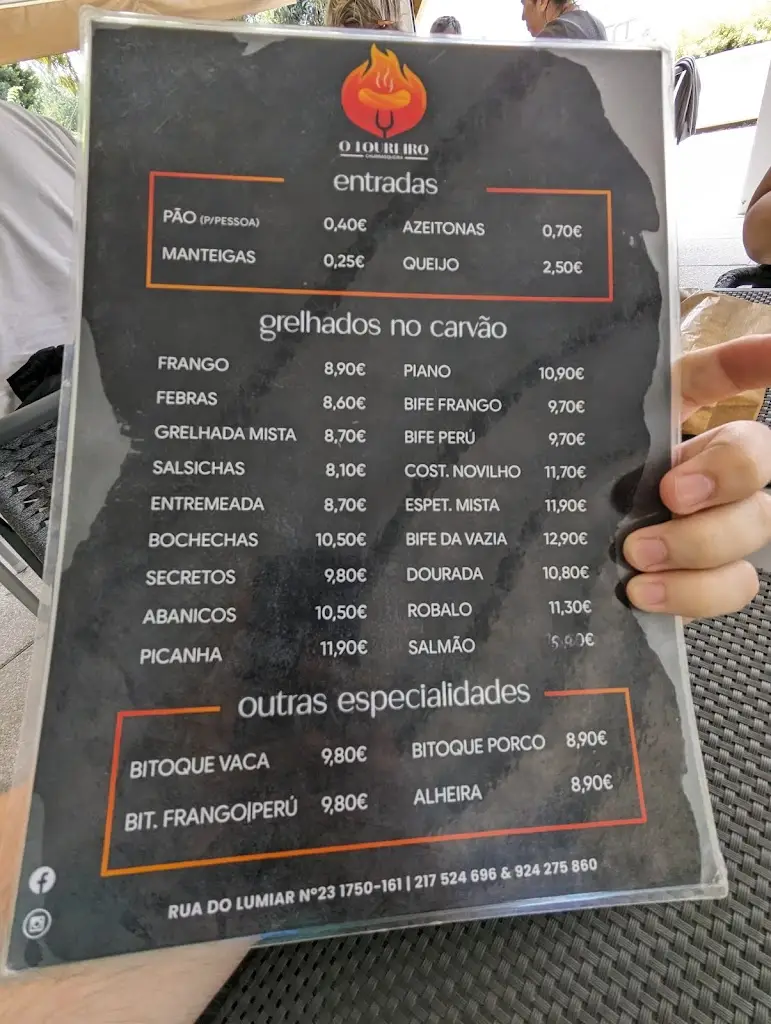 O LOUREIRO
CHURRASQUEIRA
entradas
PÃO (P/PESSOA) 0,40€ AZEITONAS 0,70€
MANTEIGAS 0,25€ QUEIJO 2,50€
grelhados no carvão
FRANGO 8,90€ PIANO 10,90€
FEBRAS 8,60€ BIFE FRANGO 9,70€
GRELHADA MISTA 8,70€ BIFE PERÚ 9,70€
SALSICHAS 8,10€ COST. NOVILHO 11,70€
ENTREMEADA 8,70€ ESPET. MISTA 11,90€
BOCHECHAS 10,50€ BIFE DA VAZIA 12,90€
SECRETOS 9,80€ DOURADA 10,80€
ABANICOS 10,50€ ROBALO 11,30€
PICANHA 11,90€ SALMÃO
outras especialidades
BITOQUE VACA 9,80€ BITOQUE PORCO 8,90€
BIT. FRANGO|PERÚ 9,80€ ALHEIRA 8,90€
RUA DO LUMIAR Nº23 1750-161 | 217 524 696 & 924 275 860